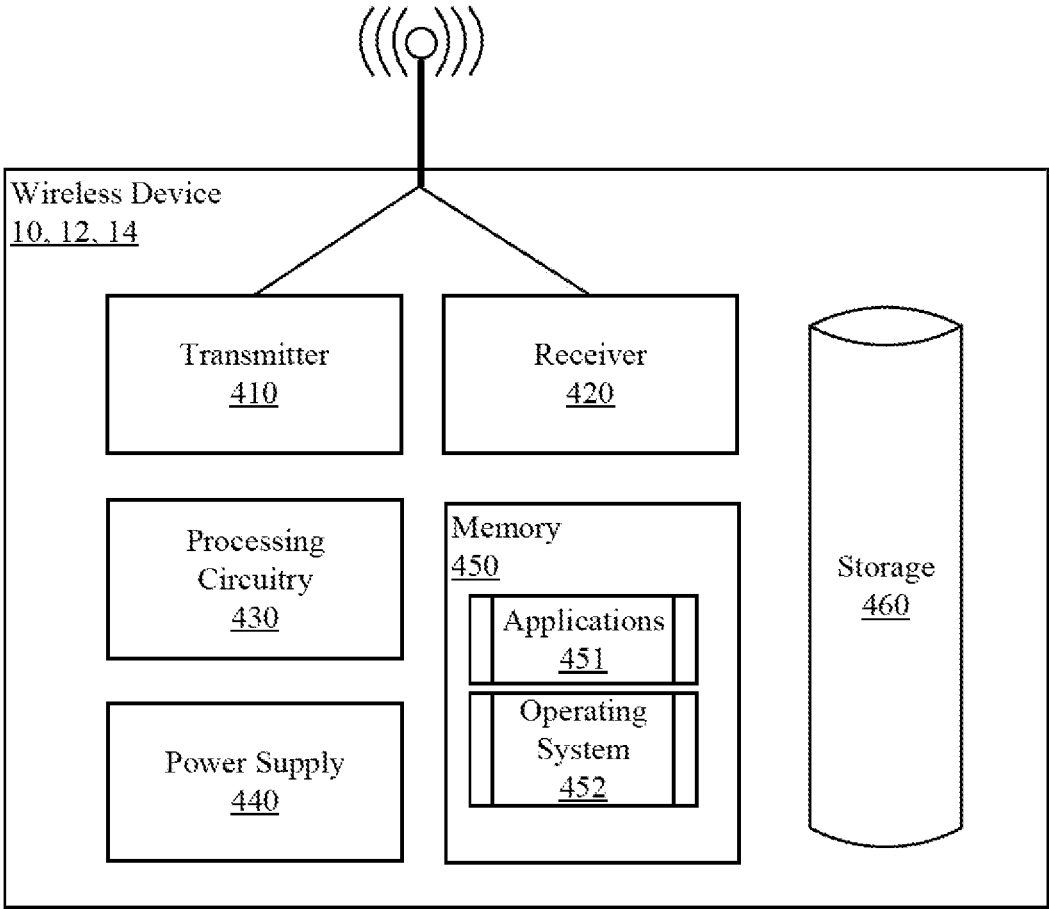 Wireless Device
10, 12, 14
Transmitter
410
Receiver
420
Processing
Circuitry
430
Memory
450
Applications
451
Operating
System
452
Storage
460
Power Supply
440